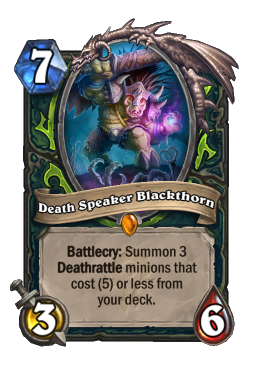 7
Death Speaker Blackthorn
Battlecry: Summon 3
Deathrattle minions that
cost (5) or less from
your deck.
3
6